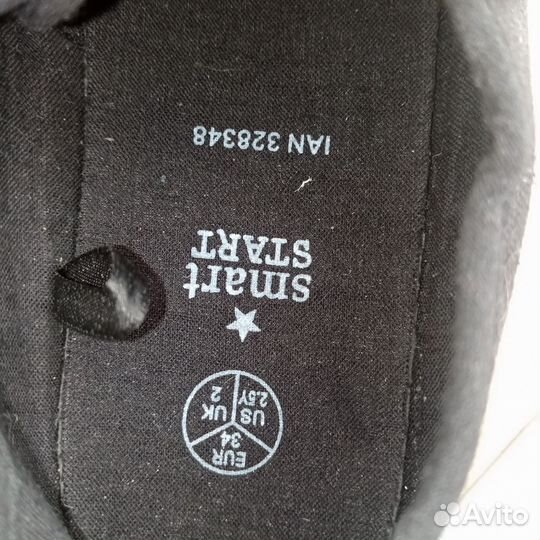 EUR
34
US UK
2.5Y 2
smart
START
IAN 328348
Avito